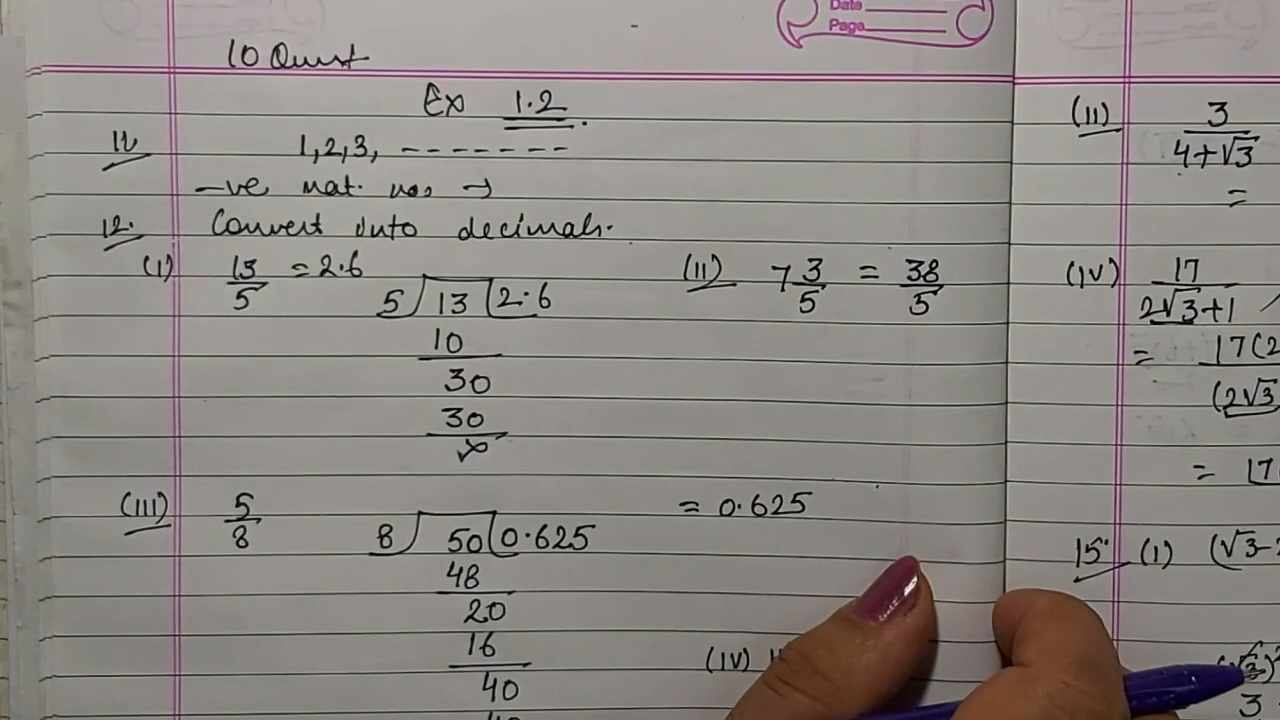 Date
Page
10 Quest
Ex 1.2
11. 1,2,3, -------
-ve nat. nos →
12. Convert into decimals.
(I) 13/5 = 2.6
5) 13 (2.6
10
30
30
×
(II) 7 3/5 = 38/5
(III) 5/8
8) 50 (0.625
= 0.625
48
20
16
40
(IV)
(II) 3/4+√3
=
(IV) 17/2√3+1
= 17(2
(2√3
= 17
15. (I) (√3-
3